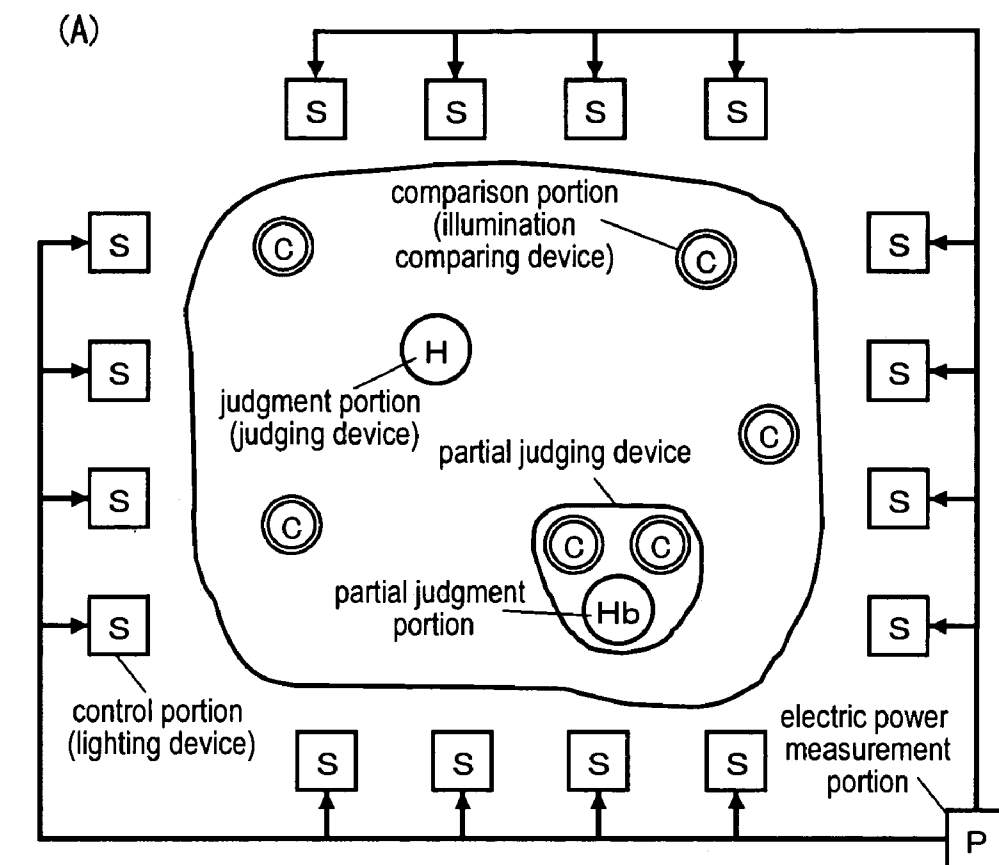 (A)
S S S S
comparison portion
(illumination
comparing device)
S C C S
H
S S
judgment portion
(judging device)
C
partial judging device
S C S
C C
partial judgment
portion
Hb
S S
control portion
(lighting device)
electric power
measurement
portion
S S S S
P